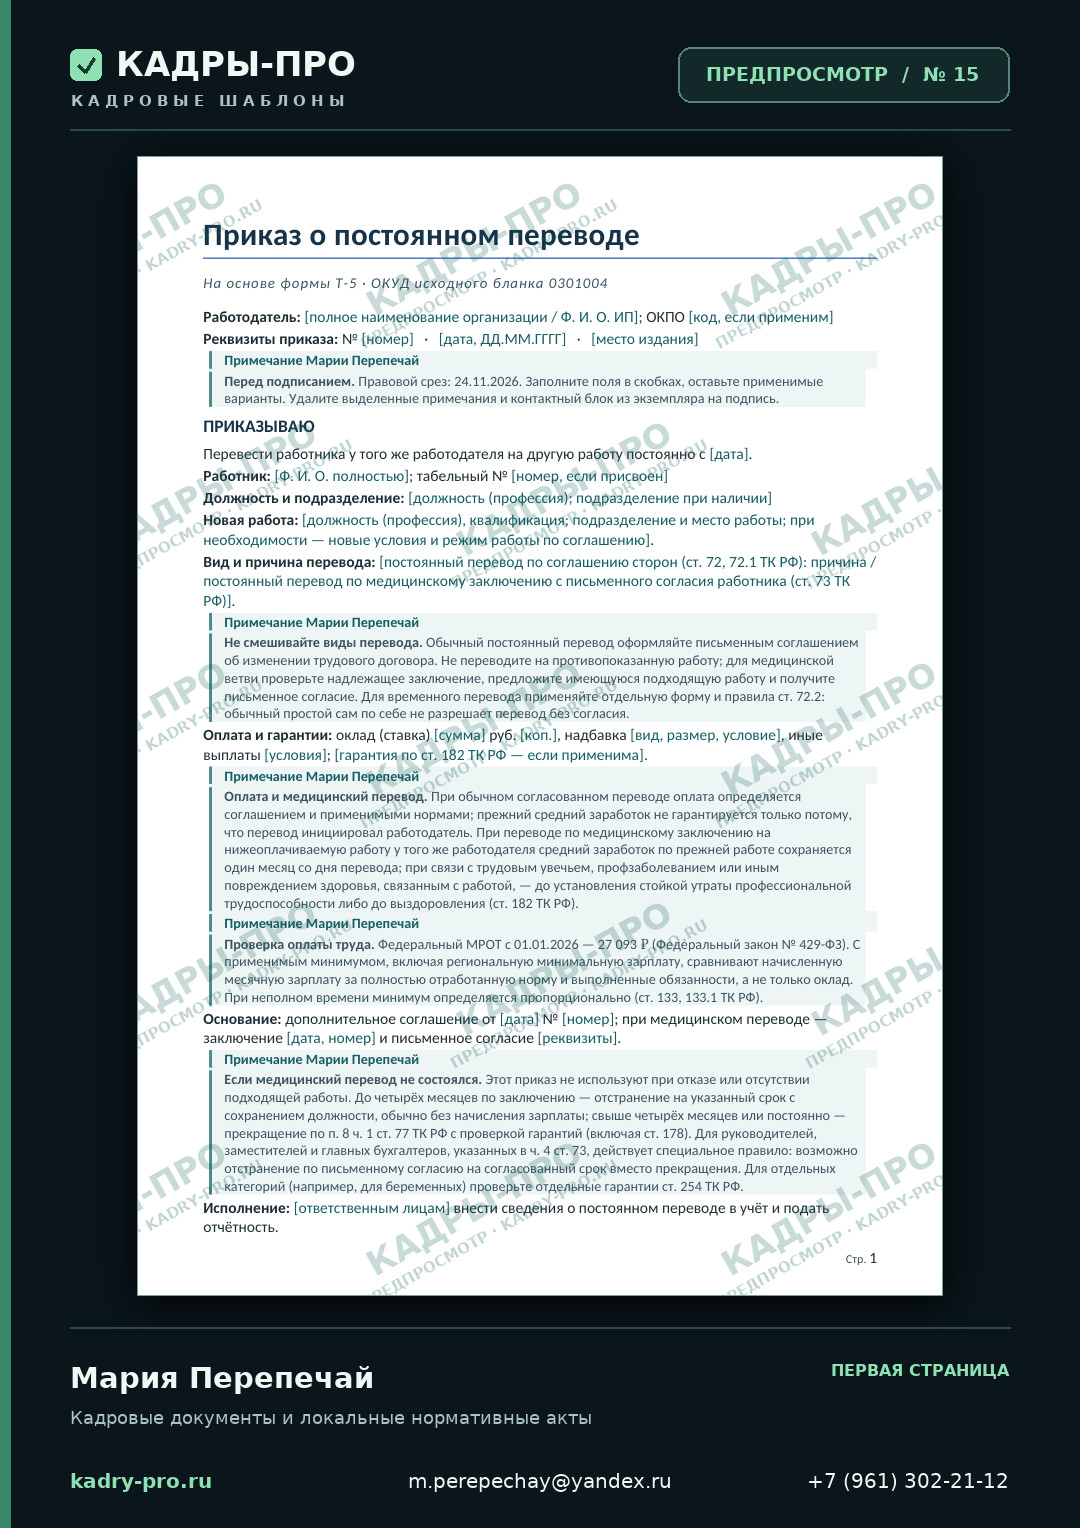 КАДРЫ-ПРО
КАДРОВЫЕ ШАБЛОНЫ
ПРЕДПРОСМОТР / № 15
Приказ о постоянном переводе
На основе формы Т-5 · ОКУД исходного бланка 0301004
Работодатель: [полное наименование организации / Ф. И. О. ИП]; ОКПО [код, если применим]
Реквизиты приказа: № [номер] · [дата, ДД.ММ.ГГГГ] · [место издания]
Примечание Марии Перепечай
Перед подписанием. Правовой срез: 24.11.2026. Заполните поля в скобках, оставьте применимые
варианты. Удалите выделенные примечания и контактный блок из экземпляра на подпись.
ПРИКАЗЫВАЮ
Перевести работника у того же работодателя на другую работу постоянно с [дата].
Работник: [Ф. И. О. полностью]; табельный № [номер, если присвоен]
Должность и подразделение: [должность (профессия); подразделение при наличии]
Новая работа: [должность (профессия), квалификация; подразделение и место работы; при
необходимости — новые условия и режим работы по соглашению].
Вид и причина перевода: [постоянный перевод по соглашению сторон (ст. 72, 72.1 ТК РФ): причина /
постоянный перевод по медицинскому заключению с письменного согласия работника (ст. 73 ТК
РФ)].
Примечание Марии Перепечай
Не смешивайте виды перевода. Обычный постоянный перевод оформляйте письменным соглашением
об изменении трудового договора. Не переводите на противопоказанную работу; для медицинской
ветви проверьте надлежащее заключение, предложите имеющуюся подходящую работу и получите
письменное согласие. Для временного перевода применяйте отдельную форму и правила ст. 72.2:
обычный простой сам по себе не разрешает перевод без согласия.
Оплата и гарантии: оклад (ставка) [сумма] руб. [коп.], надбавка [вид, размер, условие], иные
выплаты [условия]; [гарантия по ст. 182 ТК РФ — если применима].
Примечание Марии Перепечай
Оплата и медицинский перевод. При обычном согласованном переводе оплата определяется
соглашением и применимыми нормами; прежний средний заработок не гарантируется только потому,
что перевод инициировал работодатель. При переводе по медицинскому заключению на
нижеоплачиваемую работу у того же работодателя средний заработок по прежней работе сохраняется
один месяц со дня перевода; при связи с трудовым увечьем, профзаболеванием или иным
повреждением здоровья, связанным с работой, — до установления стойкой утраты профессиональной
трудоспособности либо до выздоровления (ст. 182 ТК РФ).
Примечание Марии Перепечай
Проверка оплаты труда. Федеральный МРОТ с 01.01.2026 — 27 093 ₽ (Федеральный закон № 429-ФЗ). С
применимым минимумом, включая региональную минимальную зарплату, сравнивают начисленную
месячную зарплату за полностью отработанную норму и выполненные обязанности, а не только оклад.
При неполном времени минимум определяется пропорционально (ст. 133, 133.1 ТК РФ).
Основание: дополнительное соглашение от [дата] № [номер]; при медицинском переводе —
заключение [дата, номер] и письменное согласие [реквизиты].
Примечание Марии Перепечай
Если медицинский перевод не состоялся. Этот приказ не используют при отказе или отсутствии
подходящей работы. До четырёх месяцев по заключению — отстранение на указанный срок с
сохранением должности, обычно без начисления зарплаты; свыше четырёх месяцев или постоянно —
прекращение по п. 8 ч. 1 ст. 77 ТК РФ с проверкой гарантий (включая ст. 178). Для руководителей,
заместителей и главных бухгалтеров, указанных в ч. 4 ст. 73, действует специальное правило: возможно
отстранение по письменному согласию на согласованный срок вместо прекращения. Для отдельных
категорий (например, для беременных) проверьте отдельные гарантии ст. 254 ТК РФ.
Исполнение: [ответственным лицам] внести сведения о постоянном переводе в учёт и подать
отчётность.
Стр. 1
Мария Перепечай
ПЕРВАЯ СТРАНИЦА
Кадровые документы и локальные нормативные акты
kadry-pro.ru
m.perepechay@yandex.ru
+7 (961) 302-21-12